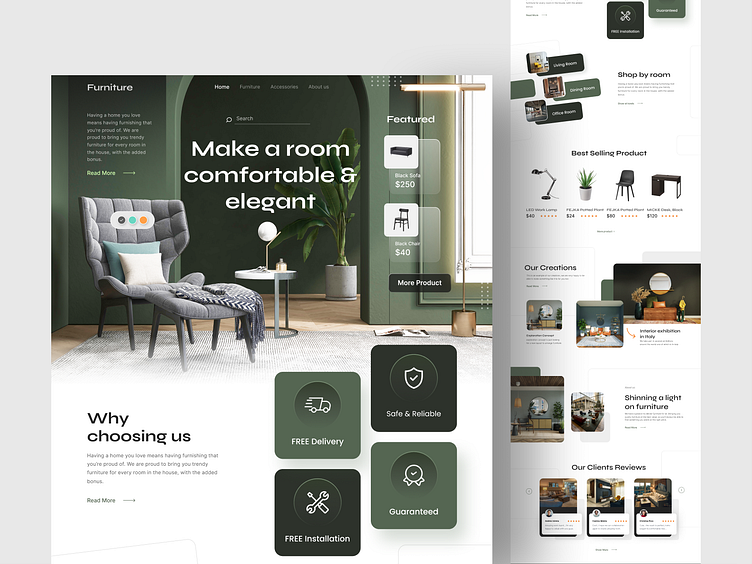 Furniture
Home Furniture Accessories About us
Search
Having a home you love
means having furnishing that
you're proud of. We are
proud to bring you trendy
furniture for every room in
the house, with the added
bonus.
Read More
Make a room
comfortable &
elegant
Featured
Black Sofa
$250
Black Chair
$40
More Product
Why
choosing us
Having a home you love means having furnishing that
you're proud of. We are proud to bring you trendy
furniture for every room in the house, with the added
bonus.
Read More
FREE Delivery
Safe & Reliable
FREE Installation
Guaranteed
Read More
FREE Installation
Guaranteed
Living Room
Dining Room
Office Room
Shop by room
Best Selling Product
LED Work Lamp
$40
FEJKA Potted Plant
$24
FEJKA Potted Plant
$80
MICKE Desk, Black
$120
Our Creations
Read More
Interior exhibition
in Italy
Shinning a light
on furniture
Read More
Our Clients Reviews